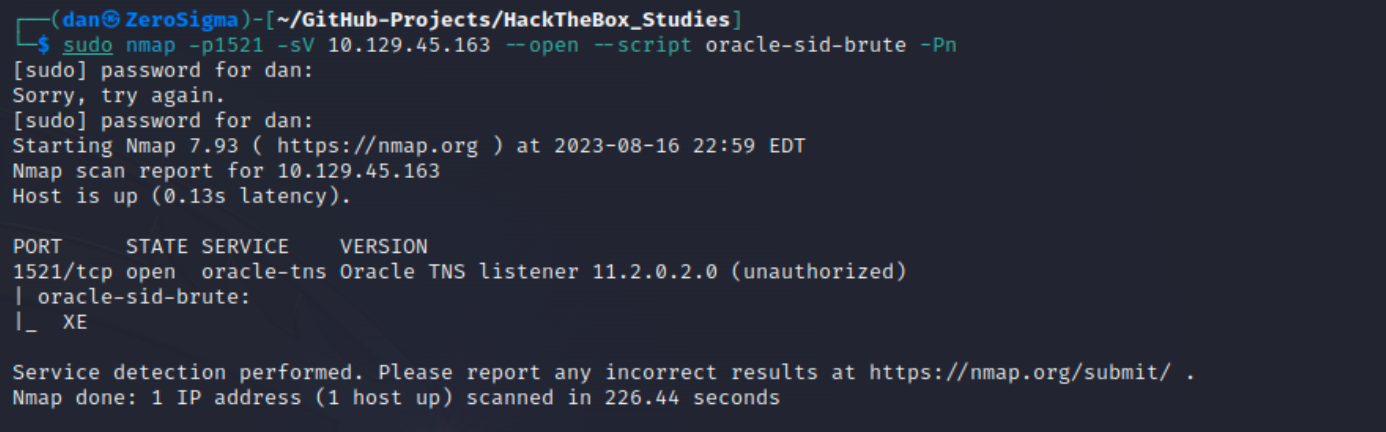 ┌──(dan㉿ZeroSigma)-[~/GitHub-Projects/HackTheBox_Studies]
└─$ sudo nmap -p1521 -sV 10.129.45.163 --open --script oracle-sid-brute -Pn
[sudo] password for dan:
Sorry, try again.
[sudo] password for dan:
Starting Nmap 7.93 ( https://nmap.org ) at 2023-08-16 22:59 EDT
Nmap scan report for 10.129.45.163
Host is up (0.13s latency).

PORT     STATE SERVICE    VERSION
1521/tcp open  oracle-tns Oracle TNS listener 11.2.0.2.0 (unauthorized)
| oracle-sid-brute:
|_  XE

Service detection performed. Please report any incorrect results at https://nmap.org/submit/ .
Nmap done: 1 IP address (1 host up) scanned in 226.44 seconds